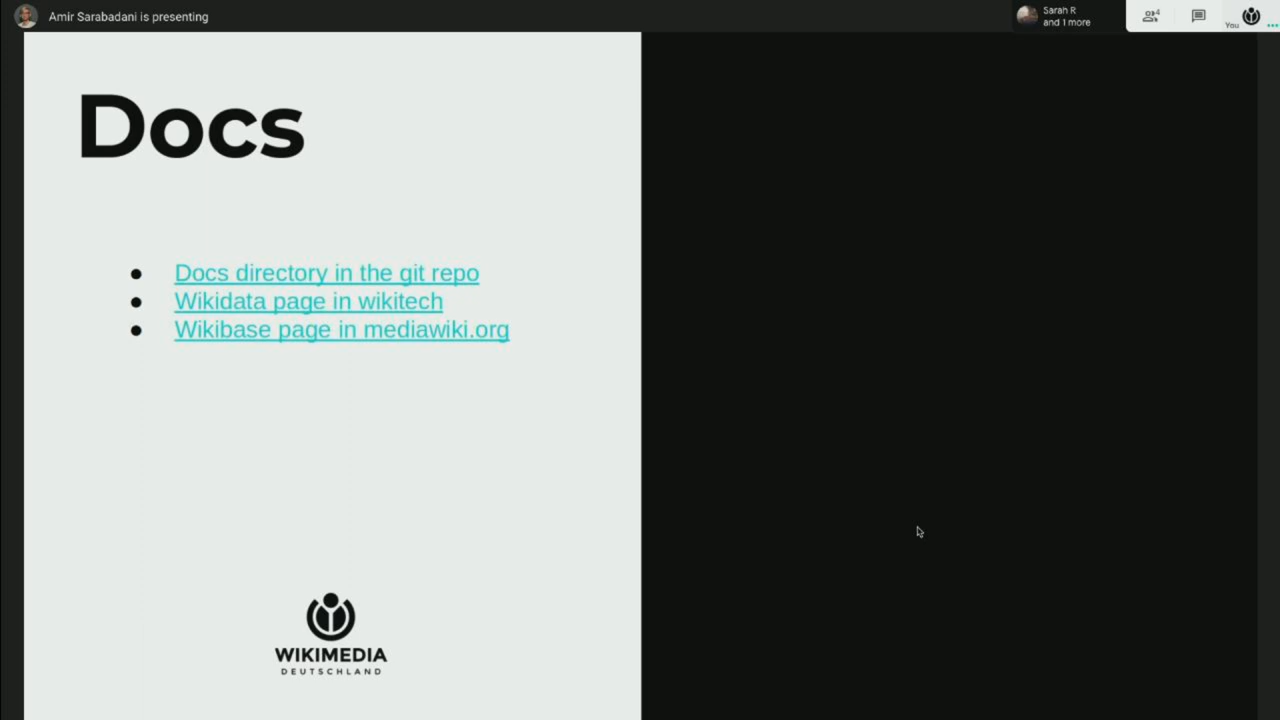 Amir Sarabadani is presenting
Sarah R
and 1 more
4
You
Docs
Docs directory in the git repo
Wikidata page in wikitech
Wikibase page in mediawiki.org
WIKIMEDIA
DEUTSCHLAND